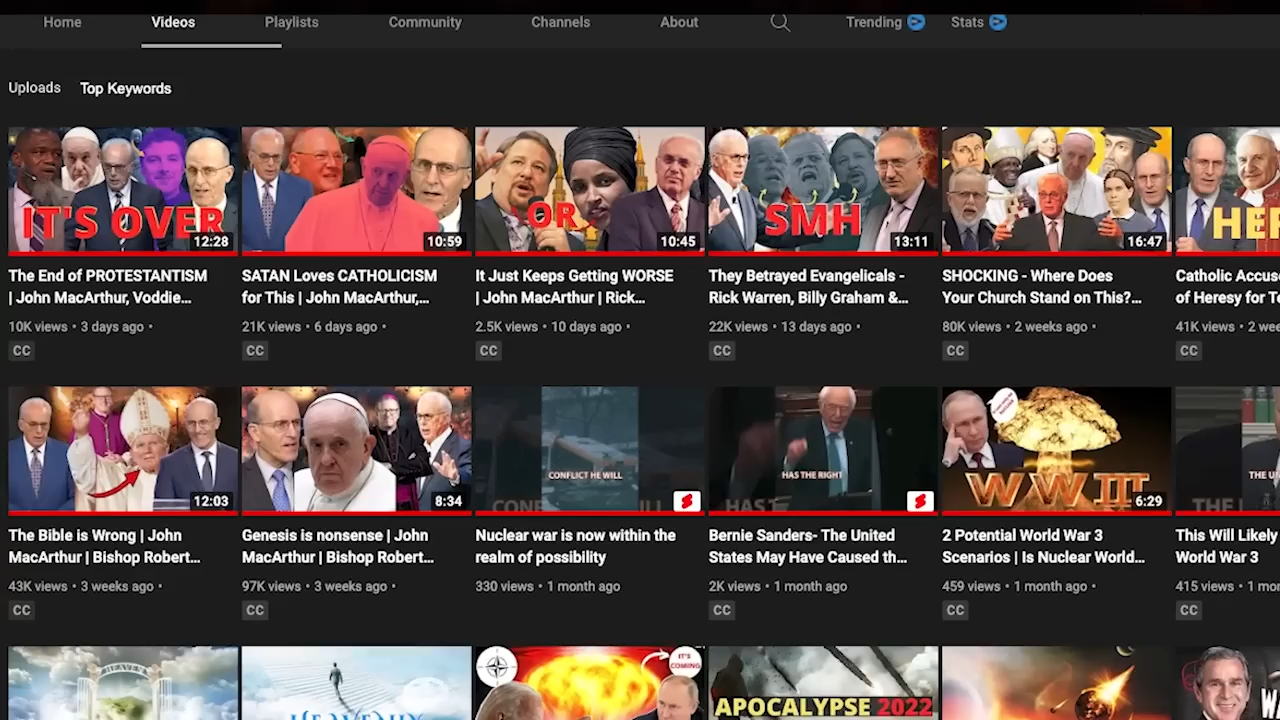 Home Videos Playlists Community Channels About Trending Stats
Uploads Top Keywords
IT'S OVER
12:28
10:59
OR
10:45
SMH
13:11
16:47
The End of PROTESTANTISM
| John MacArthur, Voddie...
10K views • 3 days ago •
CC
SATAN Loves CATHOLICISM
for This | John MacArthur,...
21K views • 6 days ago •
CC
It Just Keeps Getting WORSE
| John MacArthur | Rick...
2.5K views • 10 days ago •
CC
They Betrayed Evangelicals -
Rick Warren, Billy Graham &...
22K views • 13 days ago •
CC
SHOCKING - Where Does
Your Church Stand on This?...
80K views • 2 weeks ago •
CC
HER
Catholic Accus
of Heresy for T
41K views • 2 wee
CC
12:03
The Bible is Wrong | John
MacArthur | Bishop Robert...
43K views • 3 weeks ago •
CC
8:34
Genesis is nonsense | John
MacArthur | Bishop Robert...
97K views • 3 weeks ago •
CC
CONFLICT HE WILL
Nuclear war is now within the
realm of possibility
330 views • 1 month ago
HAS THE RIGHT
Bernie Sanders- The United
States May Have Caused th...
2K views • 1 month ago
CC
WWIII
6:29
2 Potential World War 3
Scenarios | Is Nuclear World...
459 views • 1 month ago
CC
THE U
This Will Likely
World War 3
415 views • 1 mo
CC
HEAVEN
HEAVENLY
IT'S
COMING
APOCALYPSE 2022
W